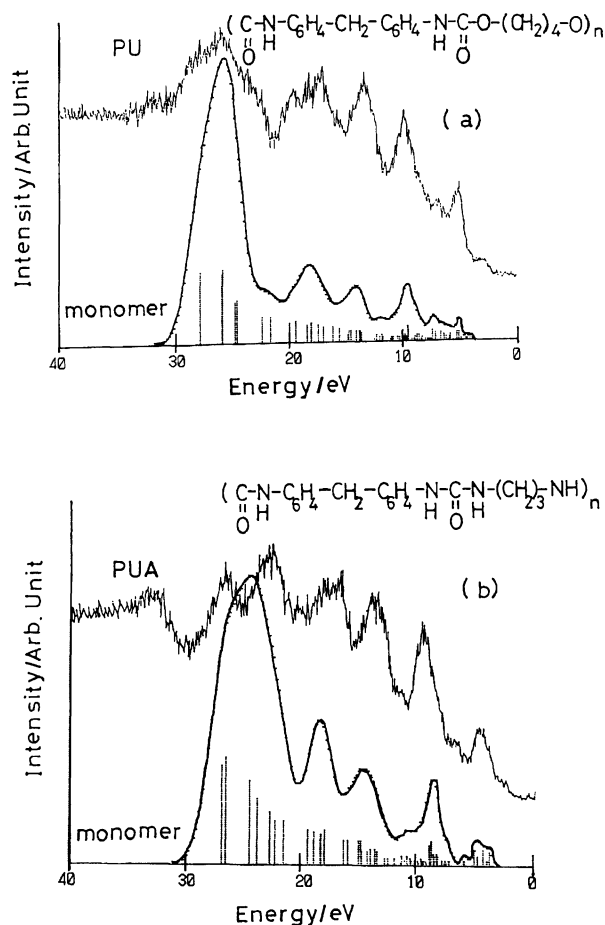 PU
( C-N-C6H4-CH2-C6H4-N-C-O-(CH2)4-O)n
O H H O
(a)
Intensity/Arb. Unit
monomer
40 30 20 10 0
Energy/eV
( C-N-C6H4-CH2-C6H4-N-C-N-(CH2)3 NH)n
O H H O H
PUA
(b)
Intensity/Arb. Unit
monomer
40 30 20 10 0
Energy/eV